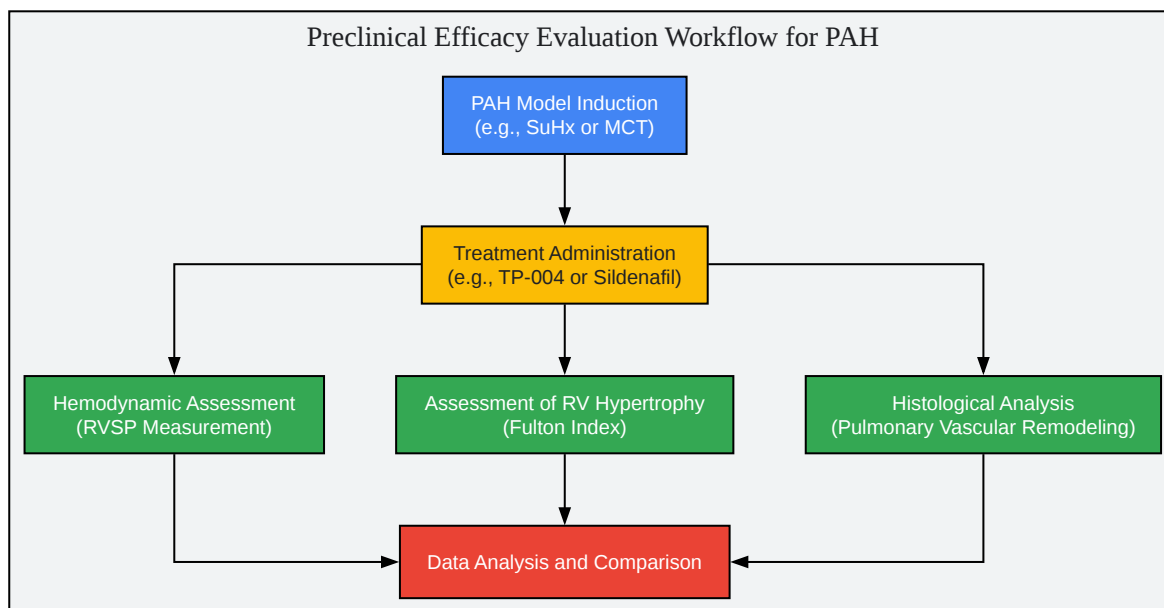 Preclinical Efficacy Evaluation Workflow for PAH
PAH Model Induction
(e.g., SuHx or MCT)
Treatment Administration
(e.g., TP-004 or Sildenafil)
Hemodynamic Assessment
(RVSP Measurement)
Assessment of RV Hypertrophy
(Fulton Index)
Histological Analysis
(Pulmonary Vascular Remodeling)
Data Analysis and Comparison